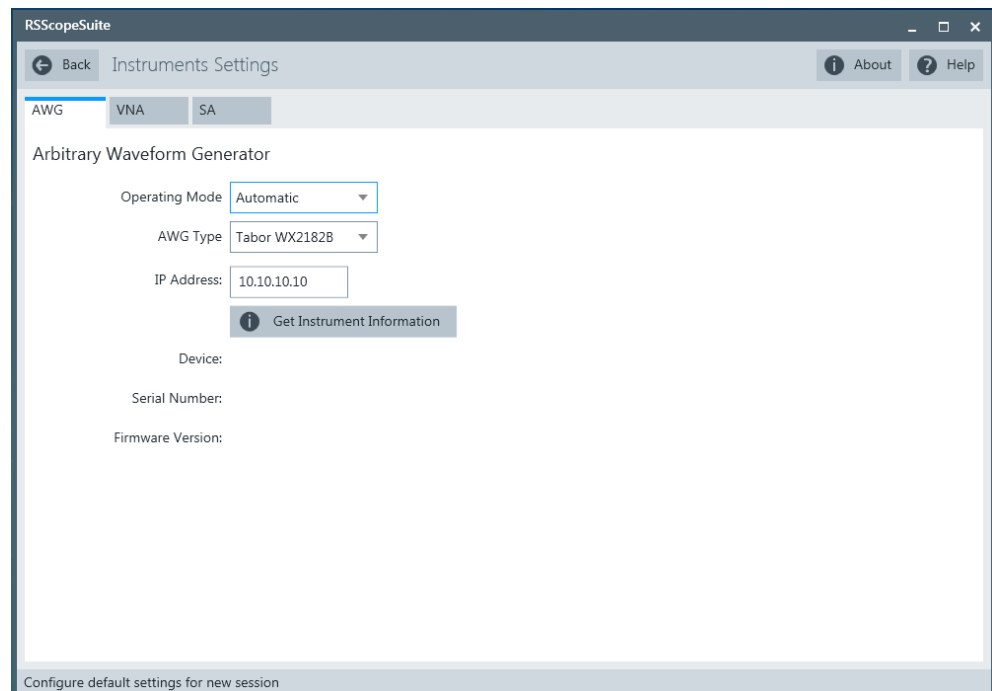 RSScopeSuite
Back Instruments Settings About Help
AWG VNA SA
Arbitrary Waveform Generator
Operating Mode Automatic
AWG Type Tabor WX2182B
IP Address: 10.10.10.10
Get Instrument Information
Device:
Serial Number:
Firmware Version:
Configure default settings for new session